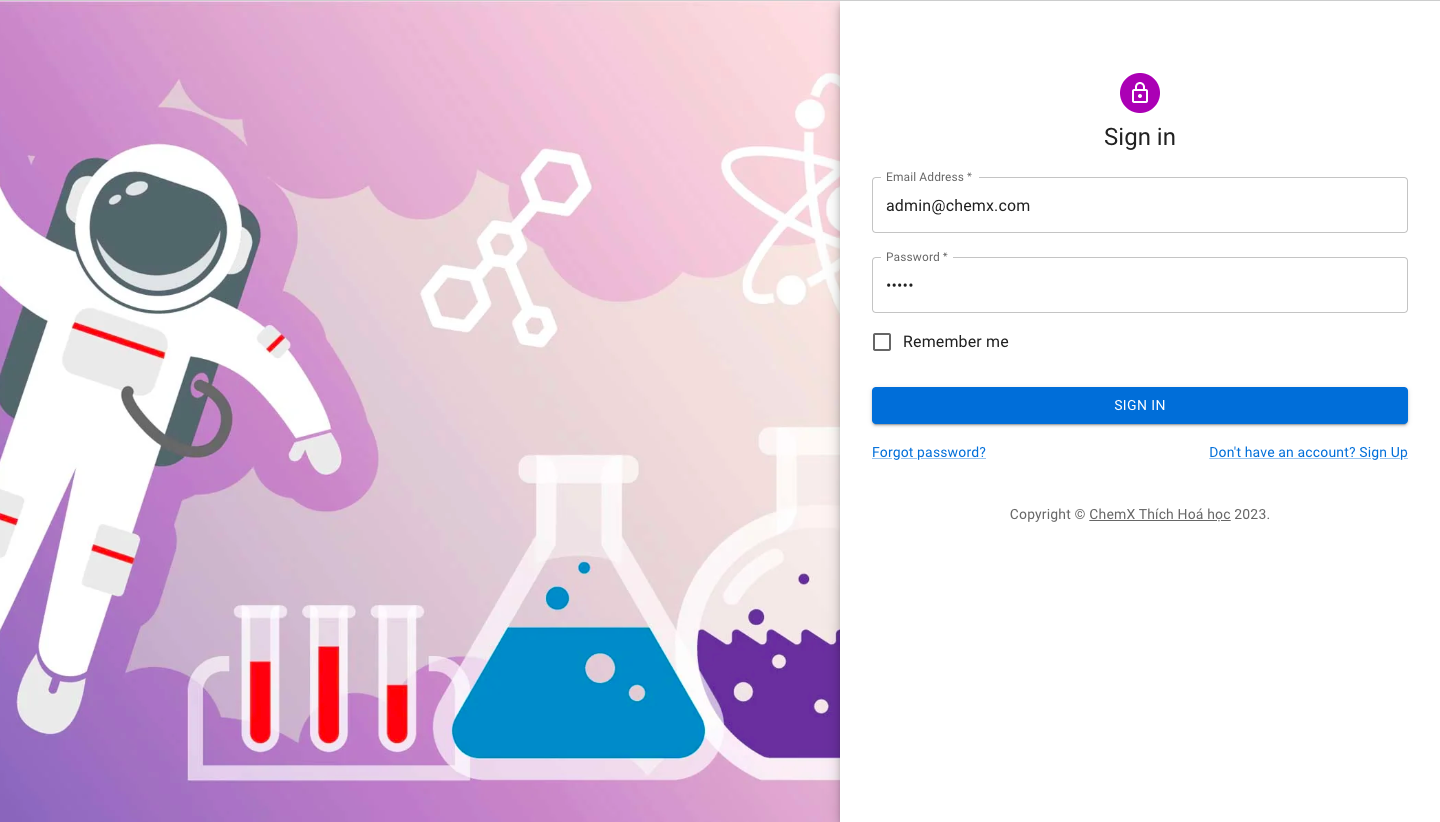 Sign in
Email Address *
admin@chemx.com
Password *
•••••
Remember me
SIGN IN
Forgot password?
Don't have an account? Sign Up
Copyright © ChemX Thích Hoá học 2023.